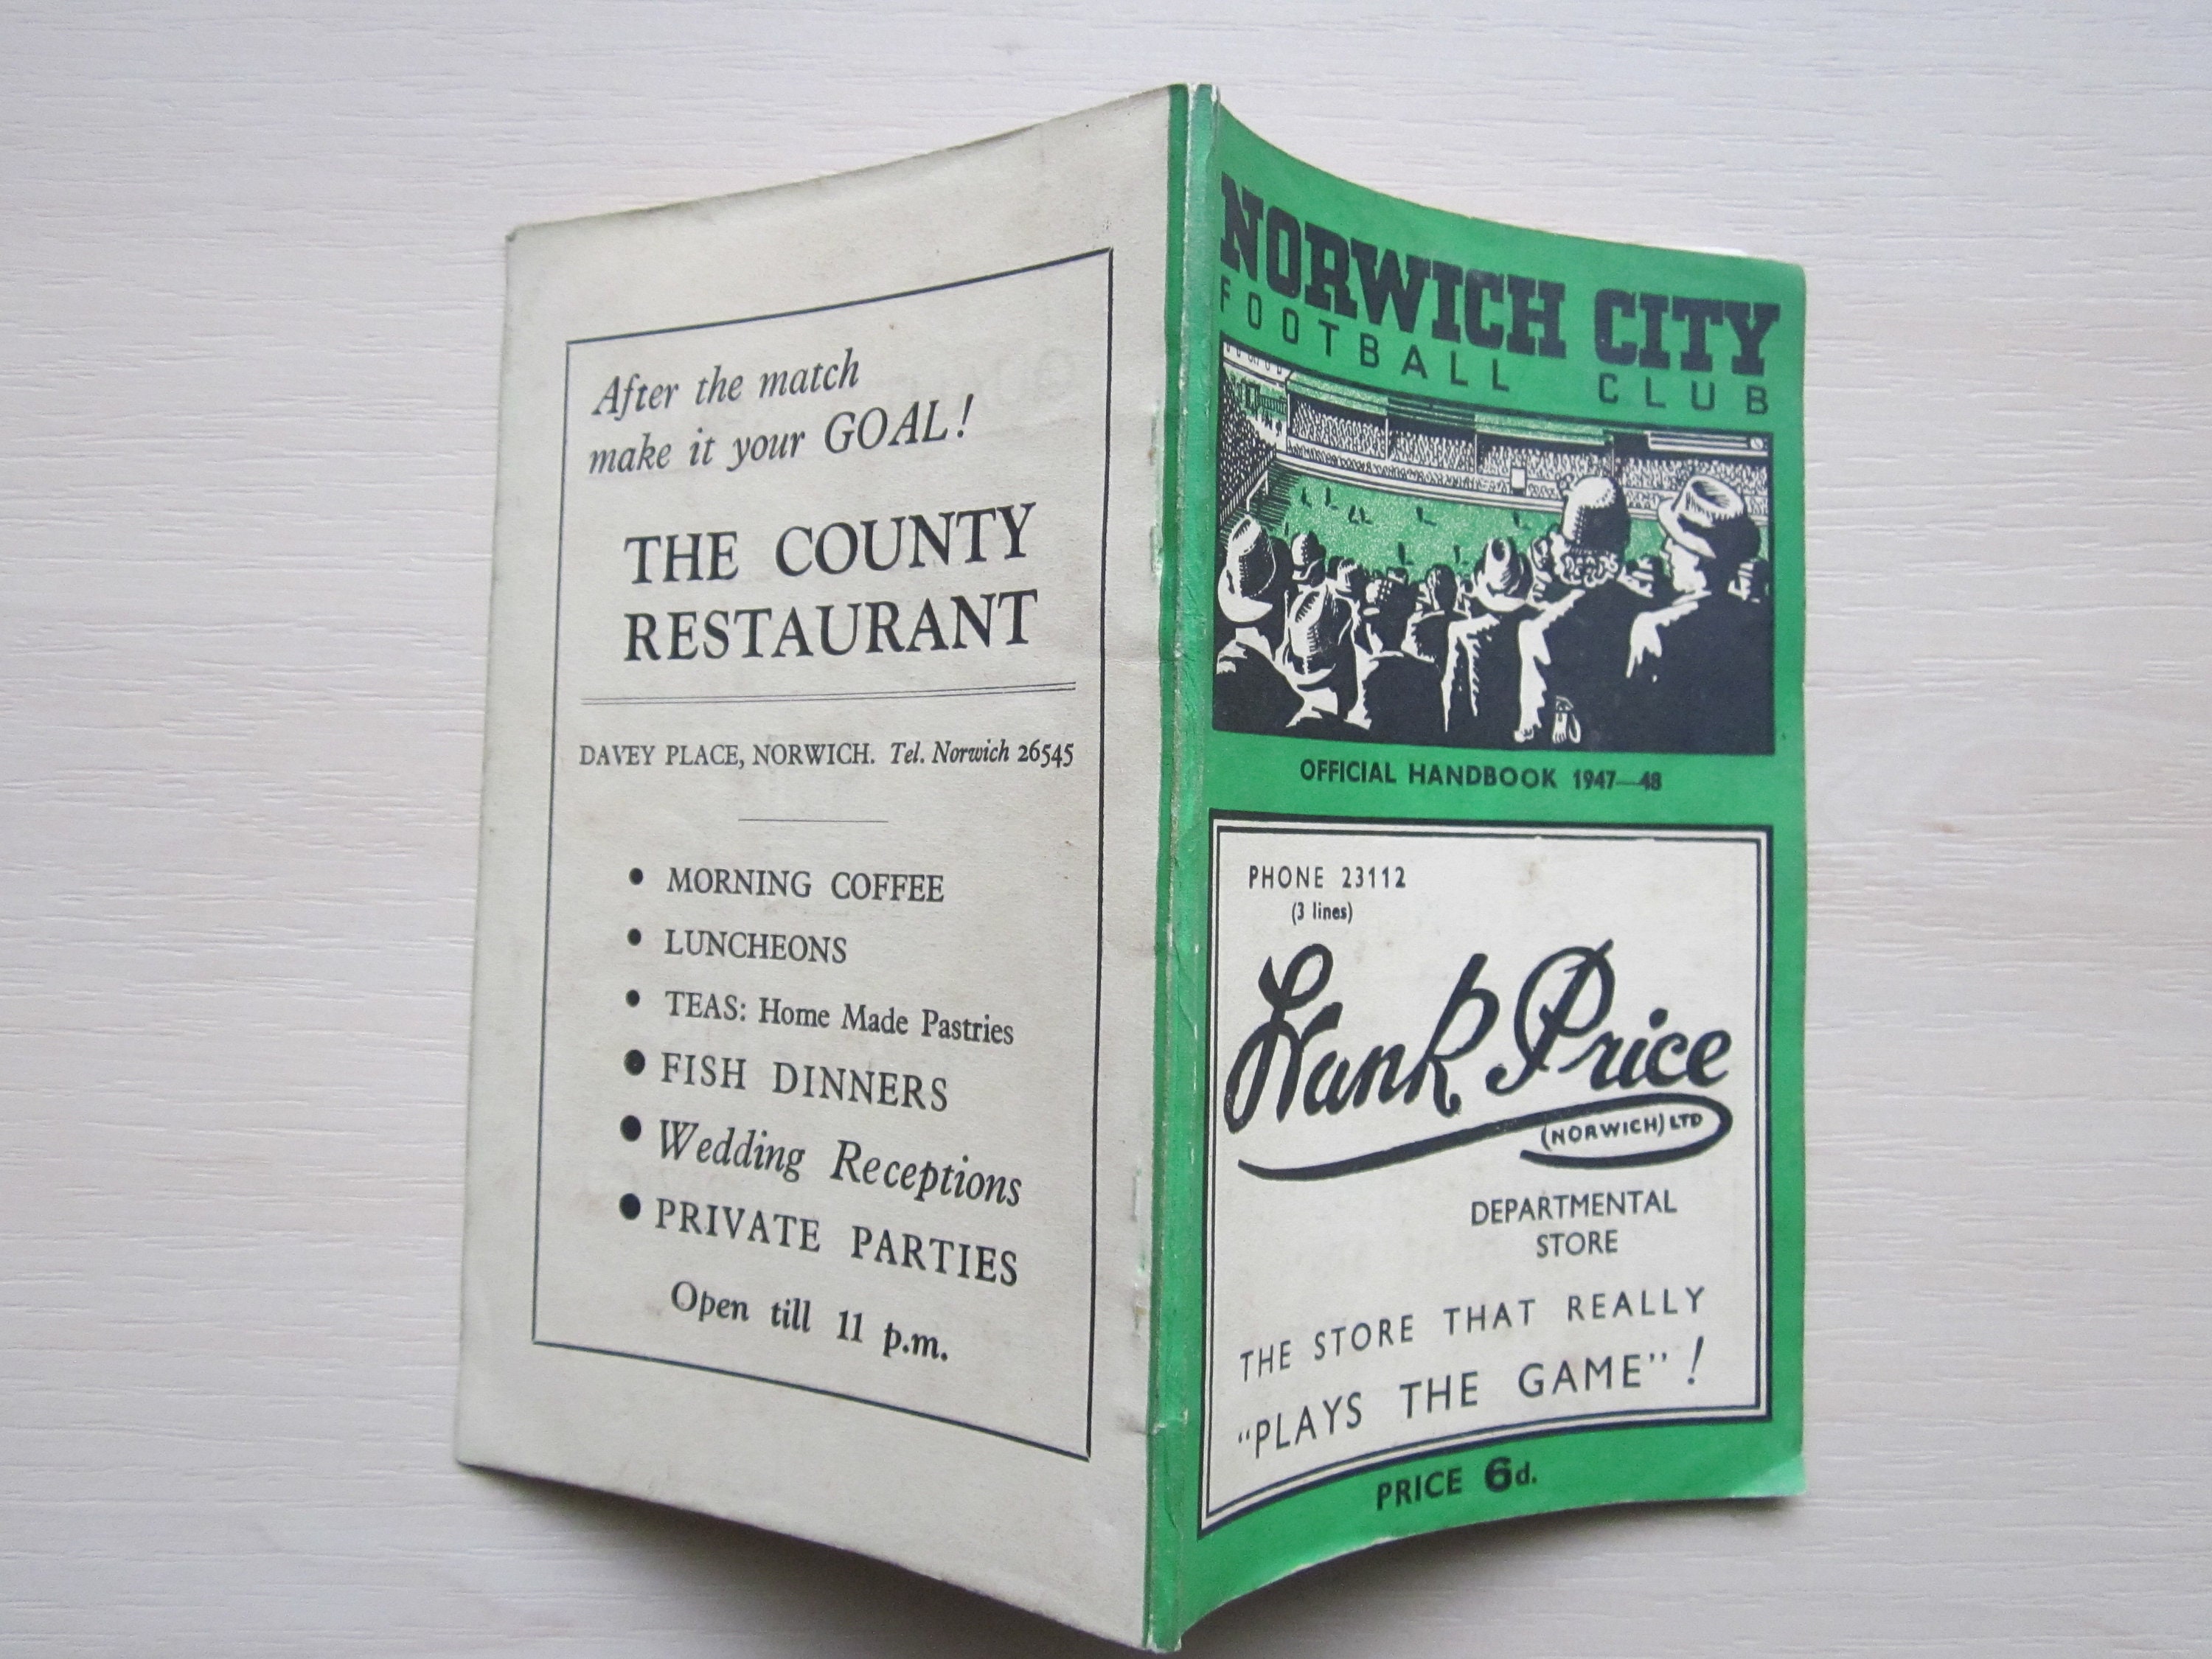 After the match
make it your GOAL!
THE COUNTY
RESTAURANT
DAVEY PLACE, NORWICH. Tel. Norwich 26545
• MORNING COFFEE
• LUNCHEONS
• TEAS: Home Made Pastries
• FISH DINNERS
• Wedding Receptions
• PRIVATE PARTIES
Open till 11 p.m.
NORWICH CITY
FOOTBALL CLUB
OFFICIAL HANDBOOK 1947—48
PHONE 23112
(3 lines)
Frank Price
(NORWICH) LTD
DEPARTMENTAL
STORE
THE STORE THAT REALLY
"PLAYS THE GAME"!
PRICE 6d.